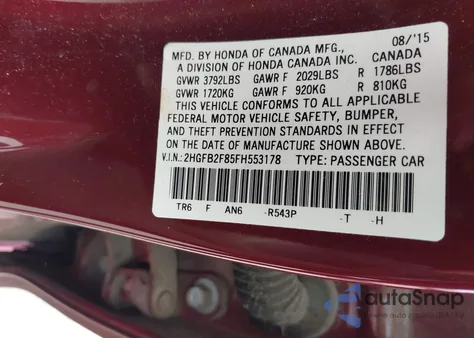 08/'15
MFD. BY HONDA OF CANADA MFG., CANADA
A DIVISION OF HONDA CANADA INC.
GVWR 3792LBS GAWR F 2029LBS R 1786LBS
GVWR 1720KG GAWR F 920KG R 810KG
THIS VEHICLE CONFORMS TO ALL APPLICABLE
FEDERAL MOTOR VEHICLE SAFETY, BUMPER,
AND THEFT PREVENTION STANDARDS IN EFFECT
ON THE DATE OF MANUFACTURE SHOWN ABOVE.
V.I.N.: 2HGFB2F85FH553178 TYPE: PASSENGER CAR
TR6 F AN6 -R543P -T -H
autoSnap